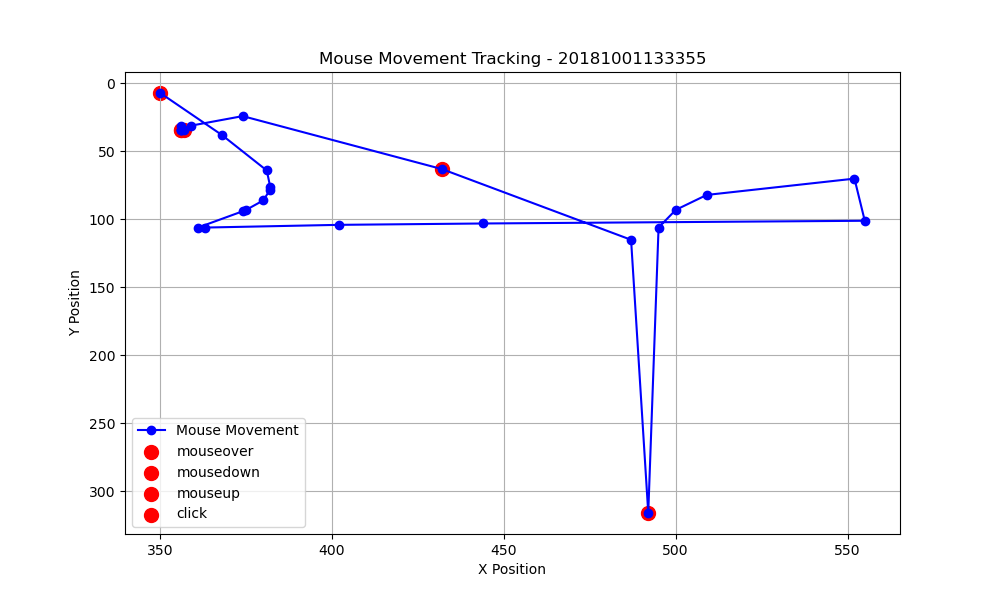 Mouse Movement Tracking - 20181001133355
0
50
100
150
200
250
300
Y Position
Mouse Movement
mouseover
mousedown
mouseup
click
350
400
450
500
550
X Position